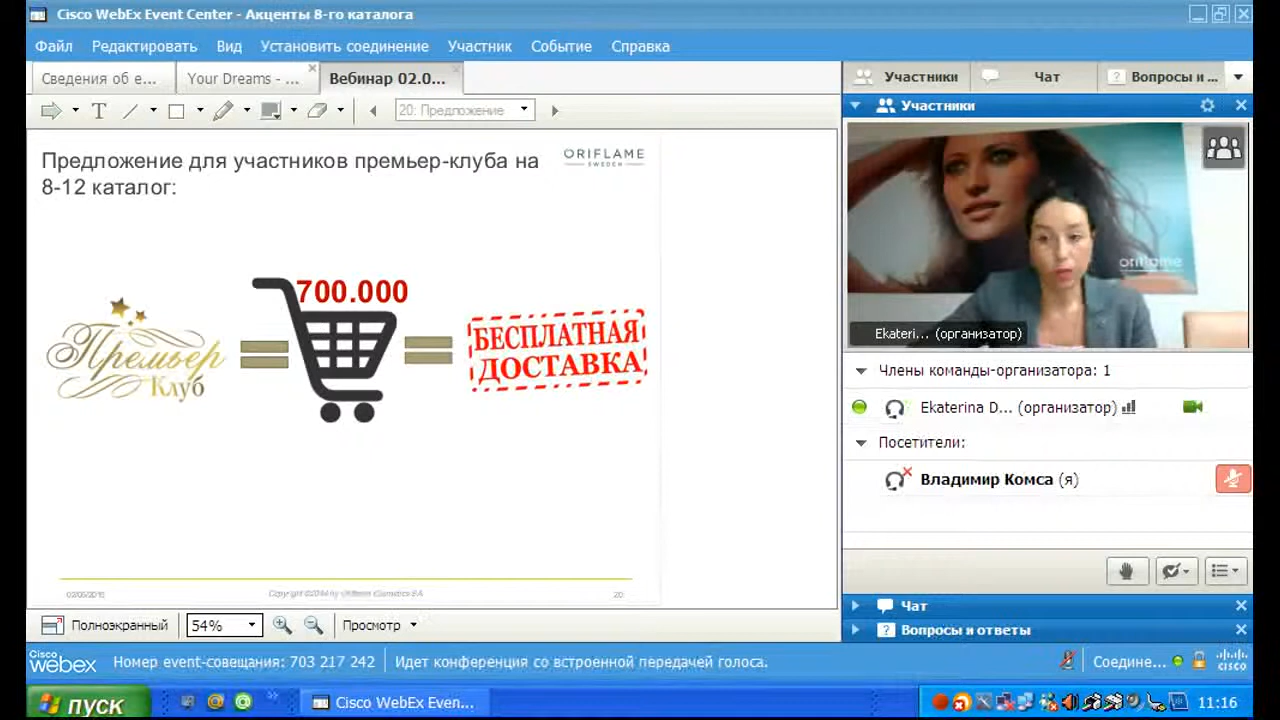 Cisco WebEx Event Center - Акценты 8-го каталога
Файл Редактировать Вид Установить соединение Участник Событие Справка
Сведения об е... Your Dreams - ... Вебинар 02.0...
Участники Чат Вопросы и ...
20: Предложение
Участники
Предложение для участников премьер-клуба на
8-12 каталог:
ORIFLAME
SWEDEN
oriflame
Ekateri... (организатор)
700.000
Премьер
Клуб
БЕСПЛАТНАЯ
ДОСТАВКА
Члены команды-организатора: 1
Ekaterina D... (организатор)
Посетители:
Владимир Комса (я)
20
Чат
Полноэкранный 54% Просмотр
Вопросы и ответы
Cisco
webex Номер event-совещания: 703 217 242 Идет конференция со встроенной передачей голоса. Соедине... cisco
пуск Cisco WebEx Even... 11:16